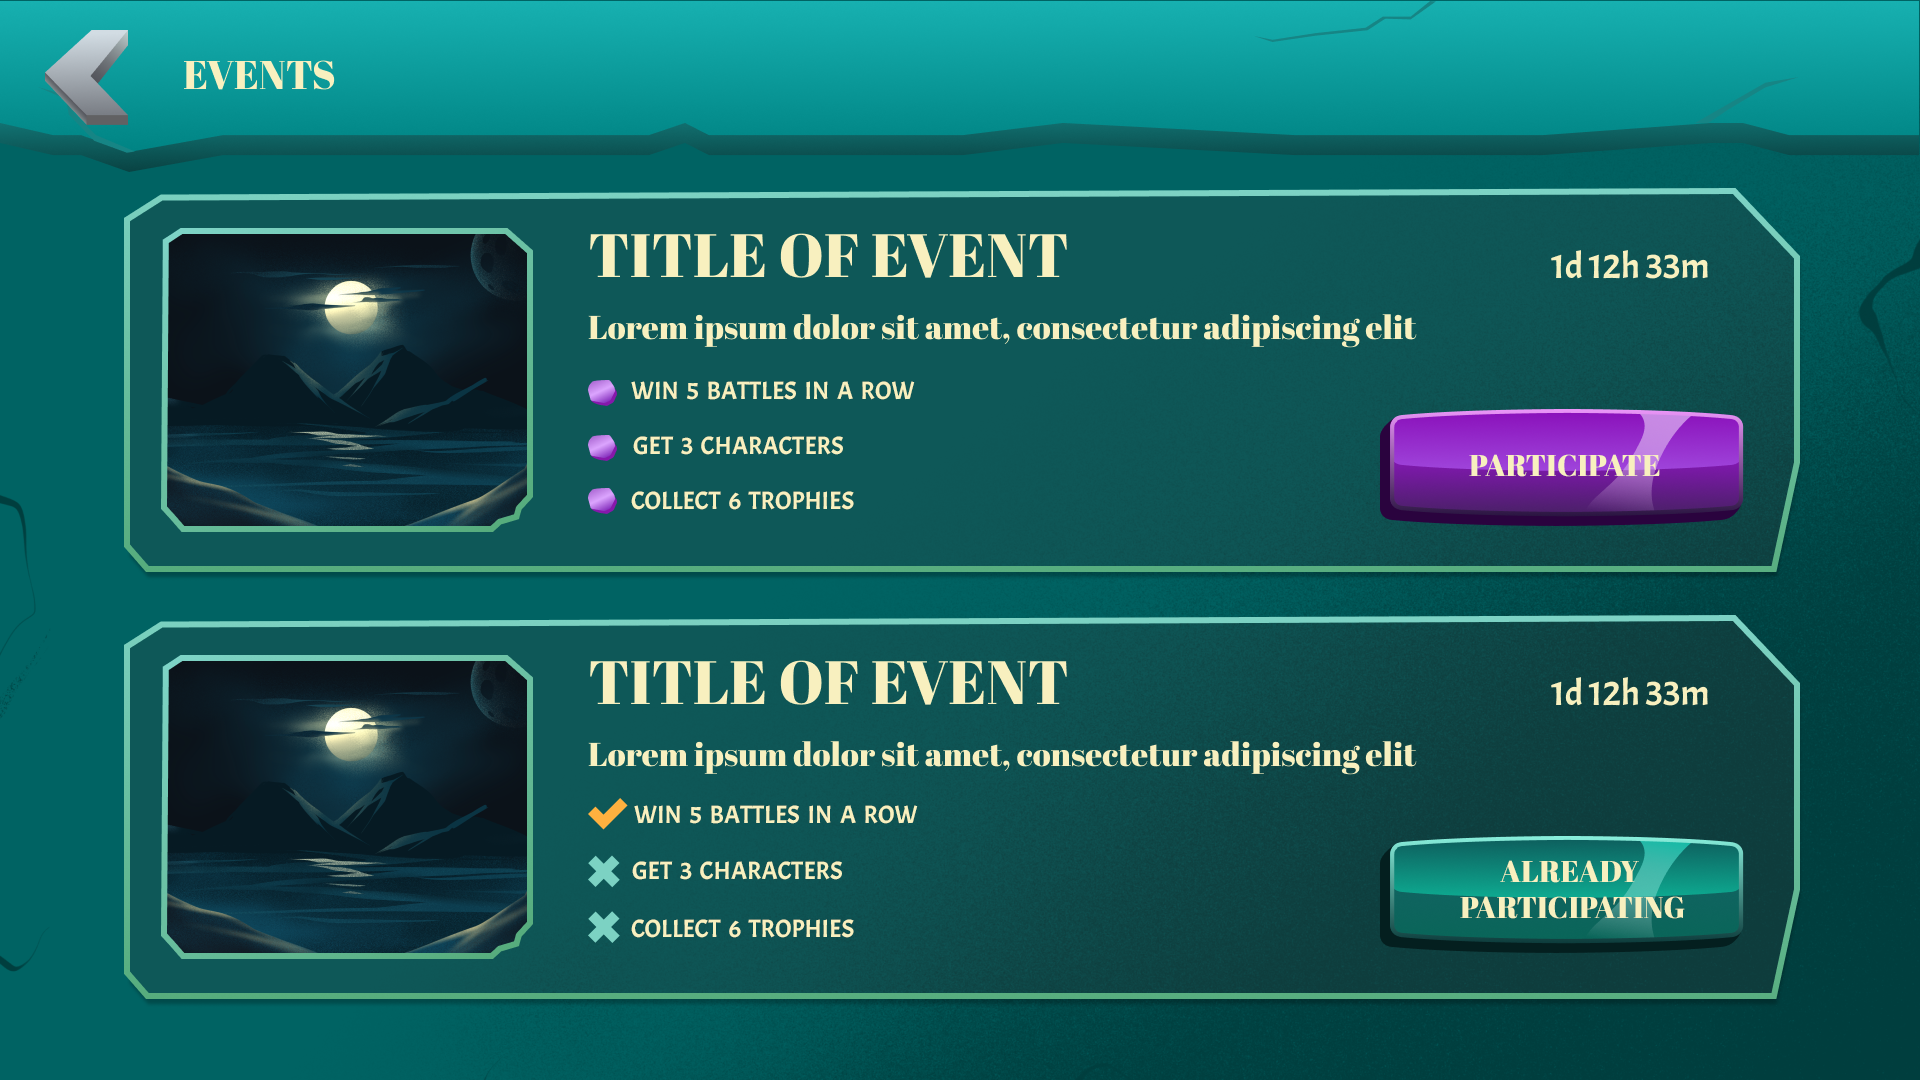 EVENTS
TITLE OF EVENT
1d 12h 33m
Lorem ipsum dolor sit amet, consectetur adipiscing elit
WIN 5 BATTLES IN A ROW
GET 3 CHARACTERS
COLLECT 6 TROPHIES
PARTICIPATE
TITLE OF EVENT
1d 12h 33m
Lorem ipsum dolor sit amet, consectetur adipiscing elit
WIN 5 BATTLES IN A ROW
GET 3 CHARACTERS
COLLECT 6 TROPHIES
ALREADY
PARTICIPATING